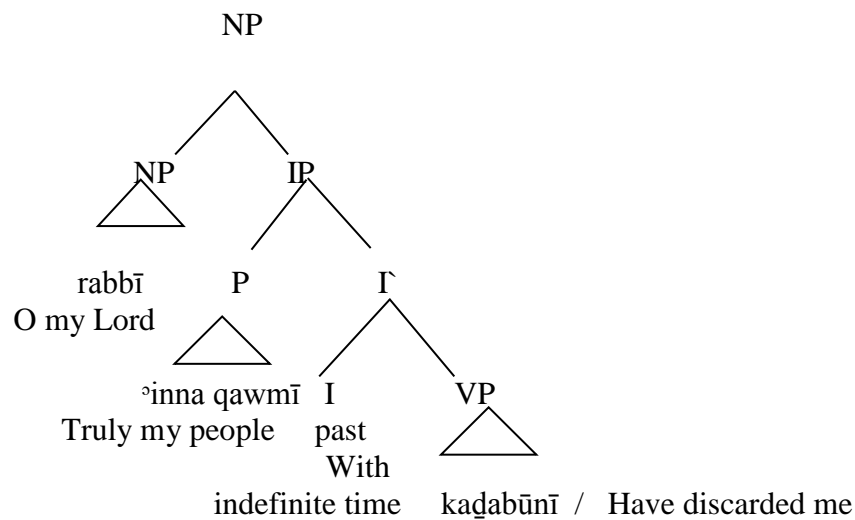 NP
NP IP
rabbī P I`
O my Lord
ᵓinna qawmī I VP
Truly my people past
With
indefinite time kaḏabūnī / Have discarded me